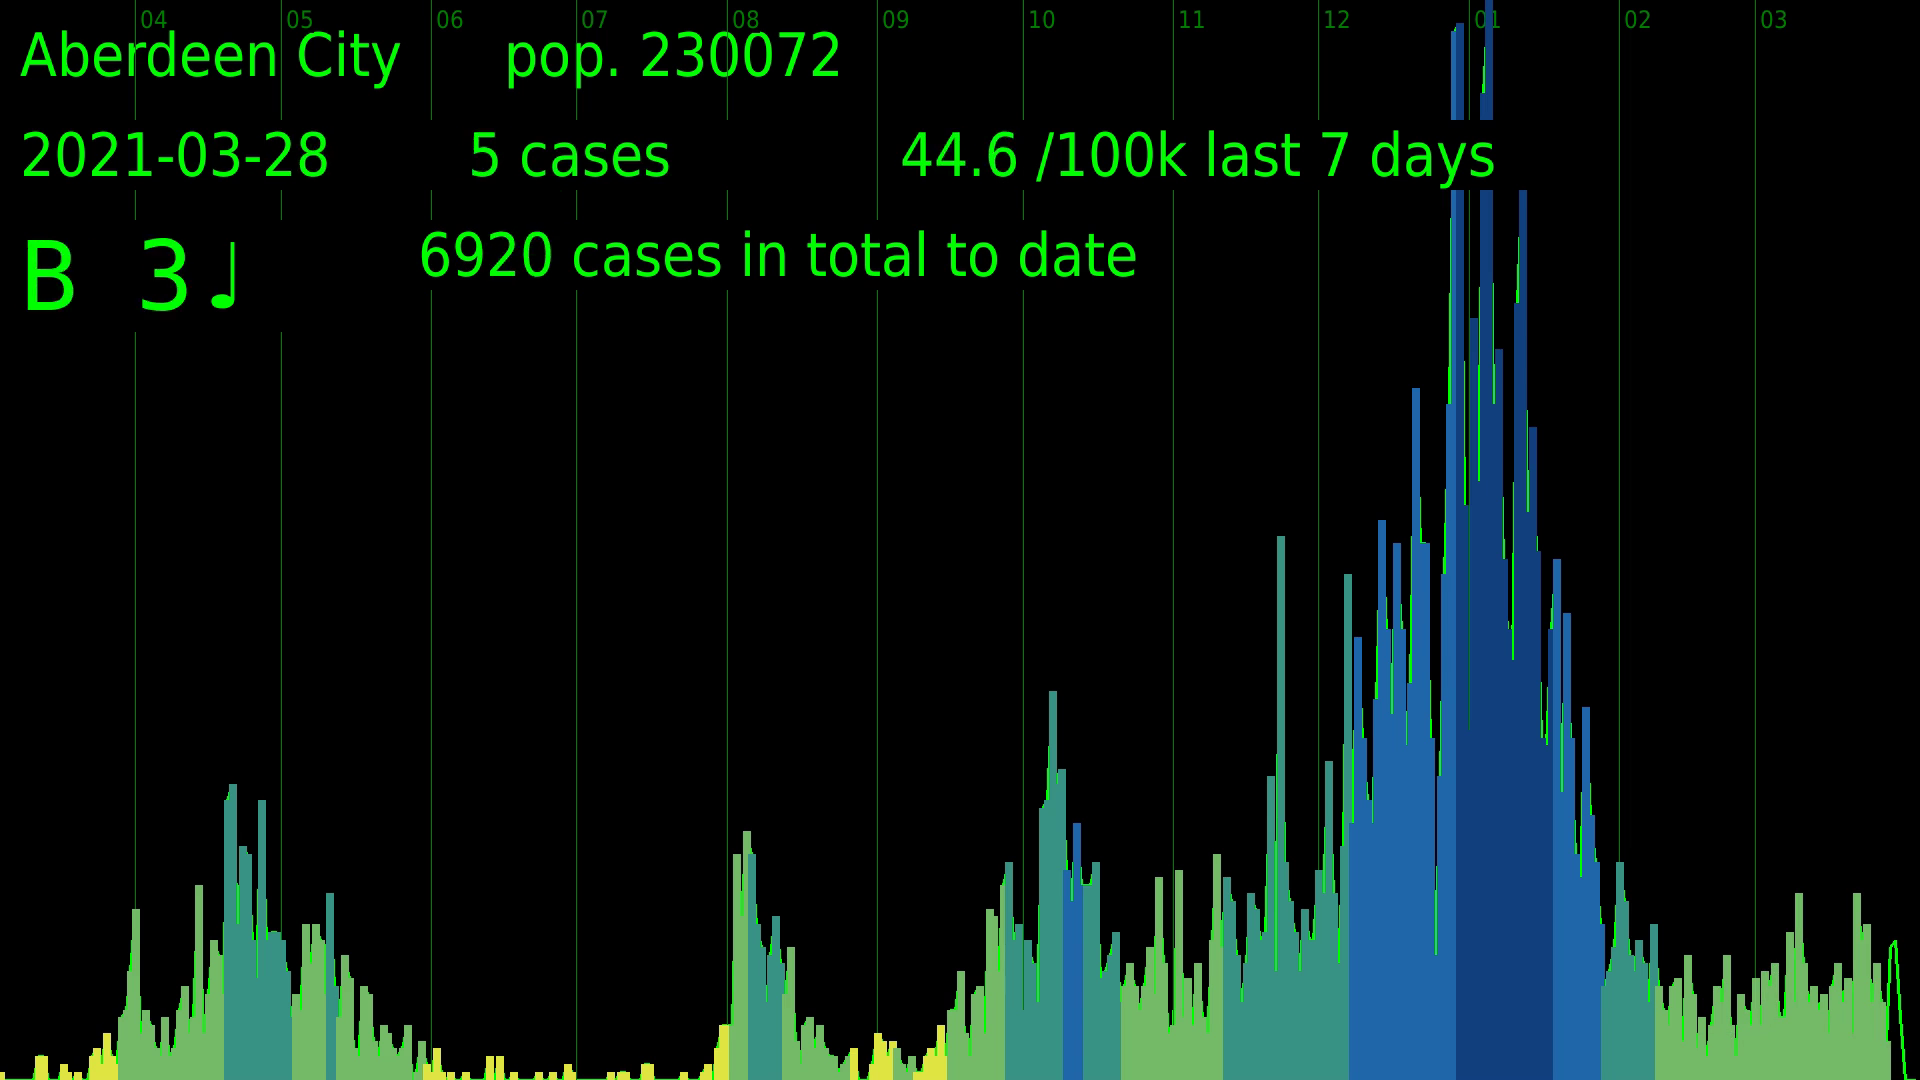 04 05 06 07 08 09 10 11 12 01 02 03
Aberdeen City pop. 230072
2021-03-28 5 cases 44.6 /100k last 7 days
B 3♩ 6920 cases in total to date